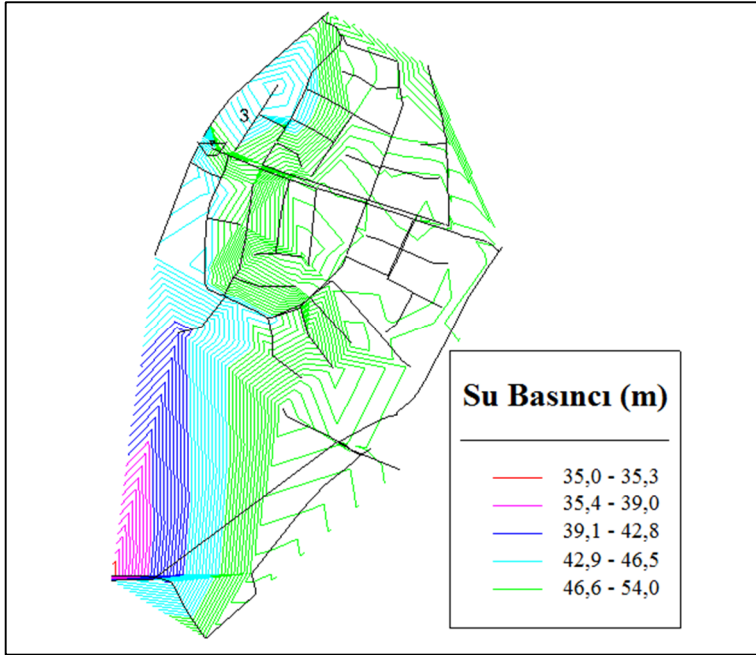 3
Su Basıncı (m)
35,0 - 35,3
35,4 - 39,0
39,1 - 42,8
42,9 - 46,5
46,6 - 54,0
1